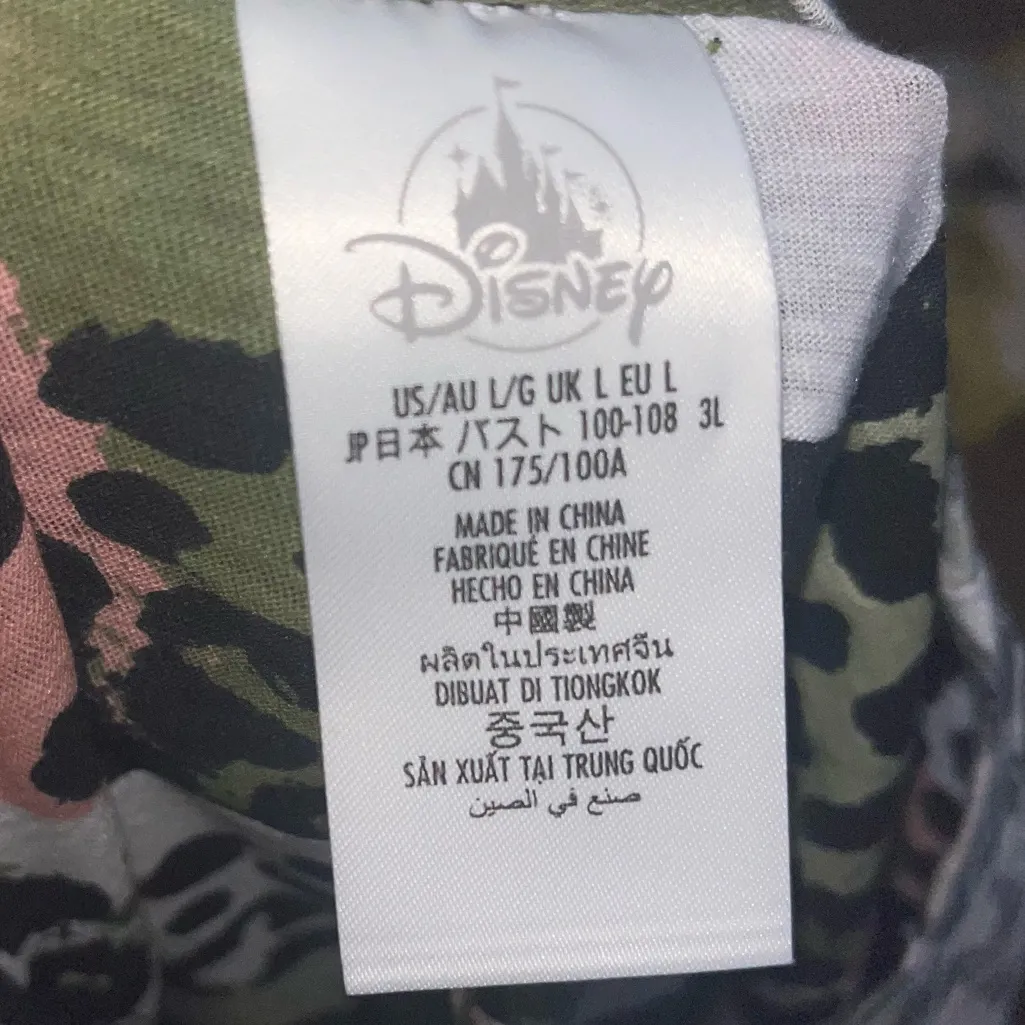 Disney
US/AU L/G UK L EU L
JP日本 バスト 100-108 3L
CN 175/100A
MADE IN CHINA
FABRIQUÉ EN CHINE
HECHO EN CHINA
中國製
ผลิตในประเทศจีน
DIBUAT DI TIONGKOK
중국산
SẢN XUẤT TẠI TRUNG QUỐC
صنع في الصين